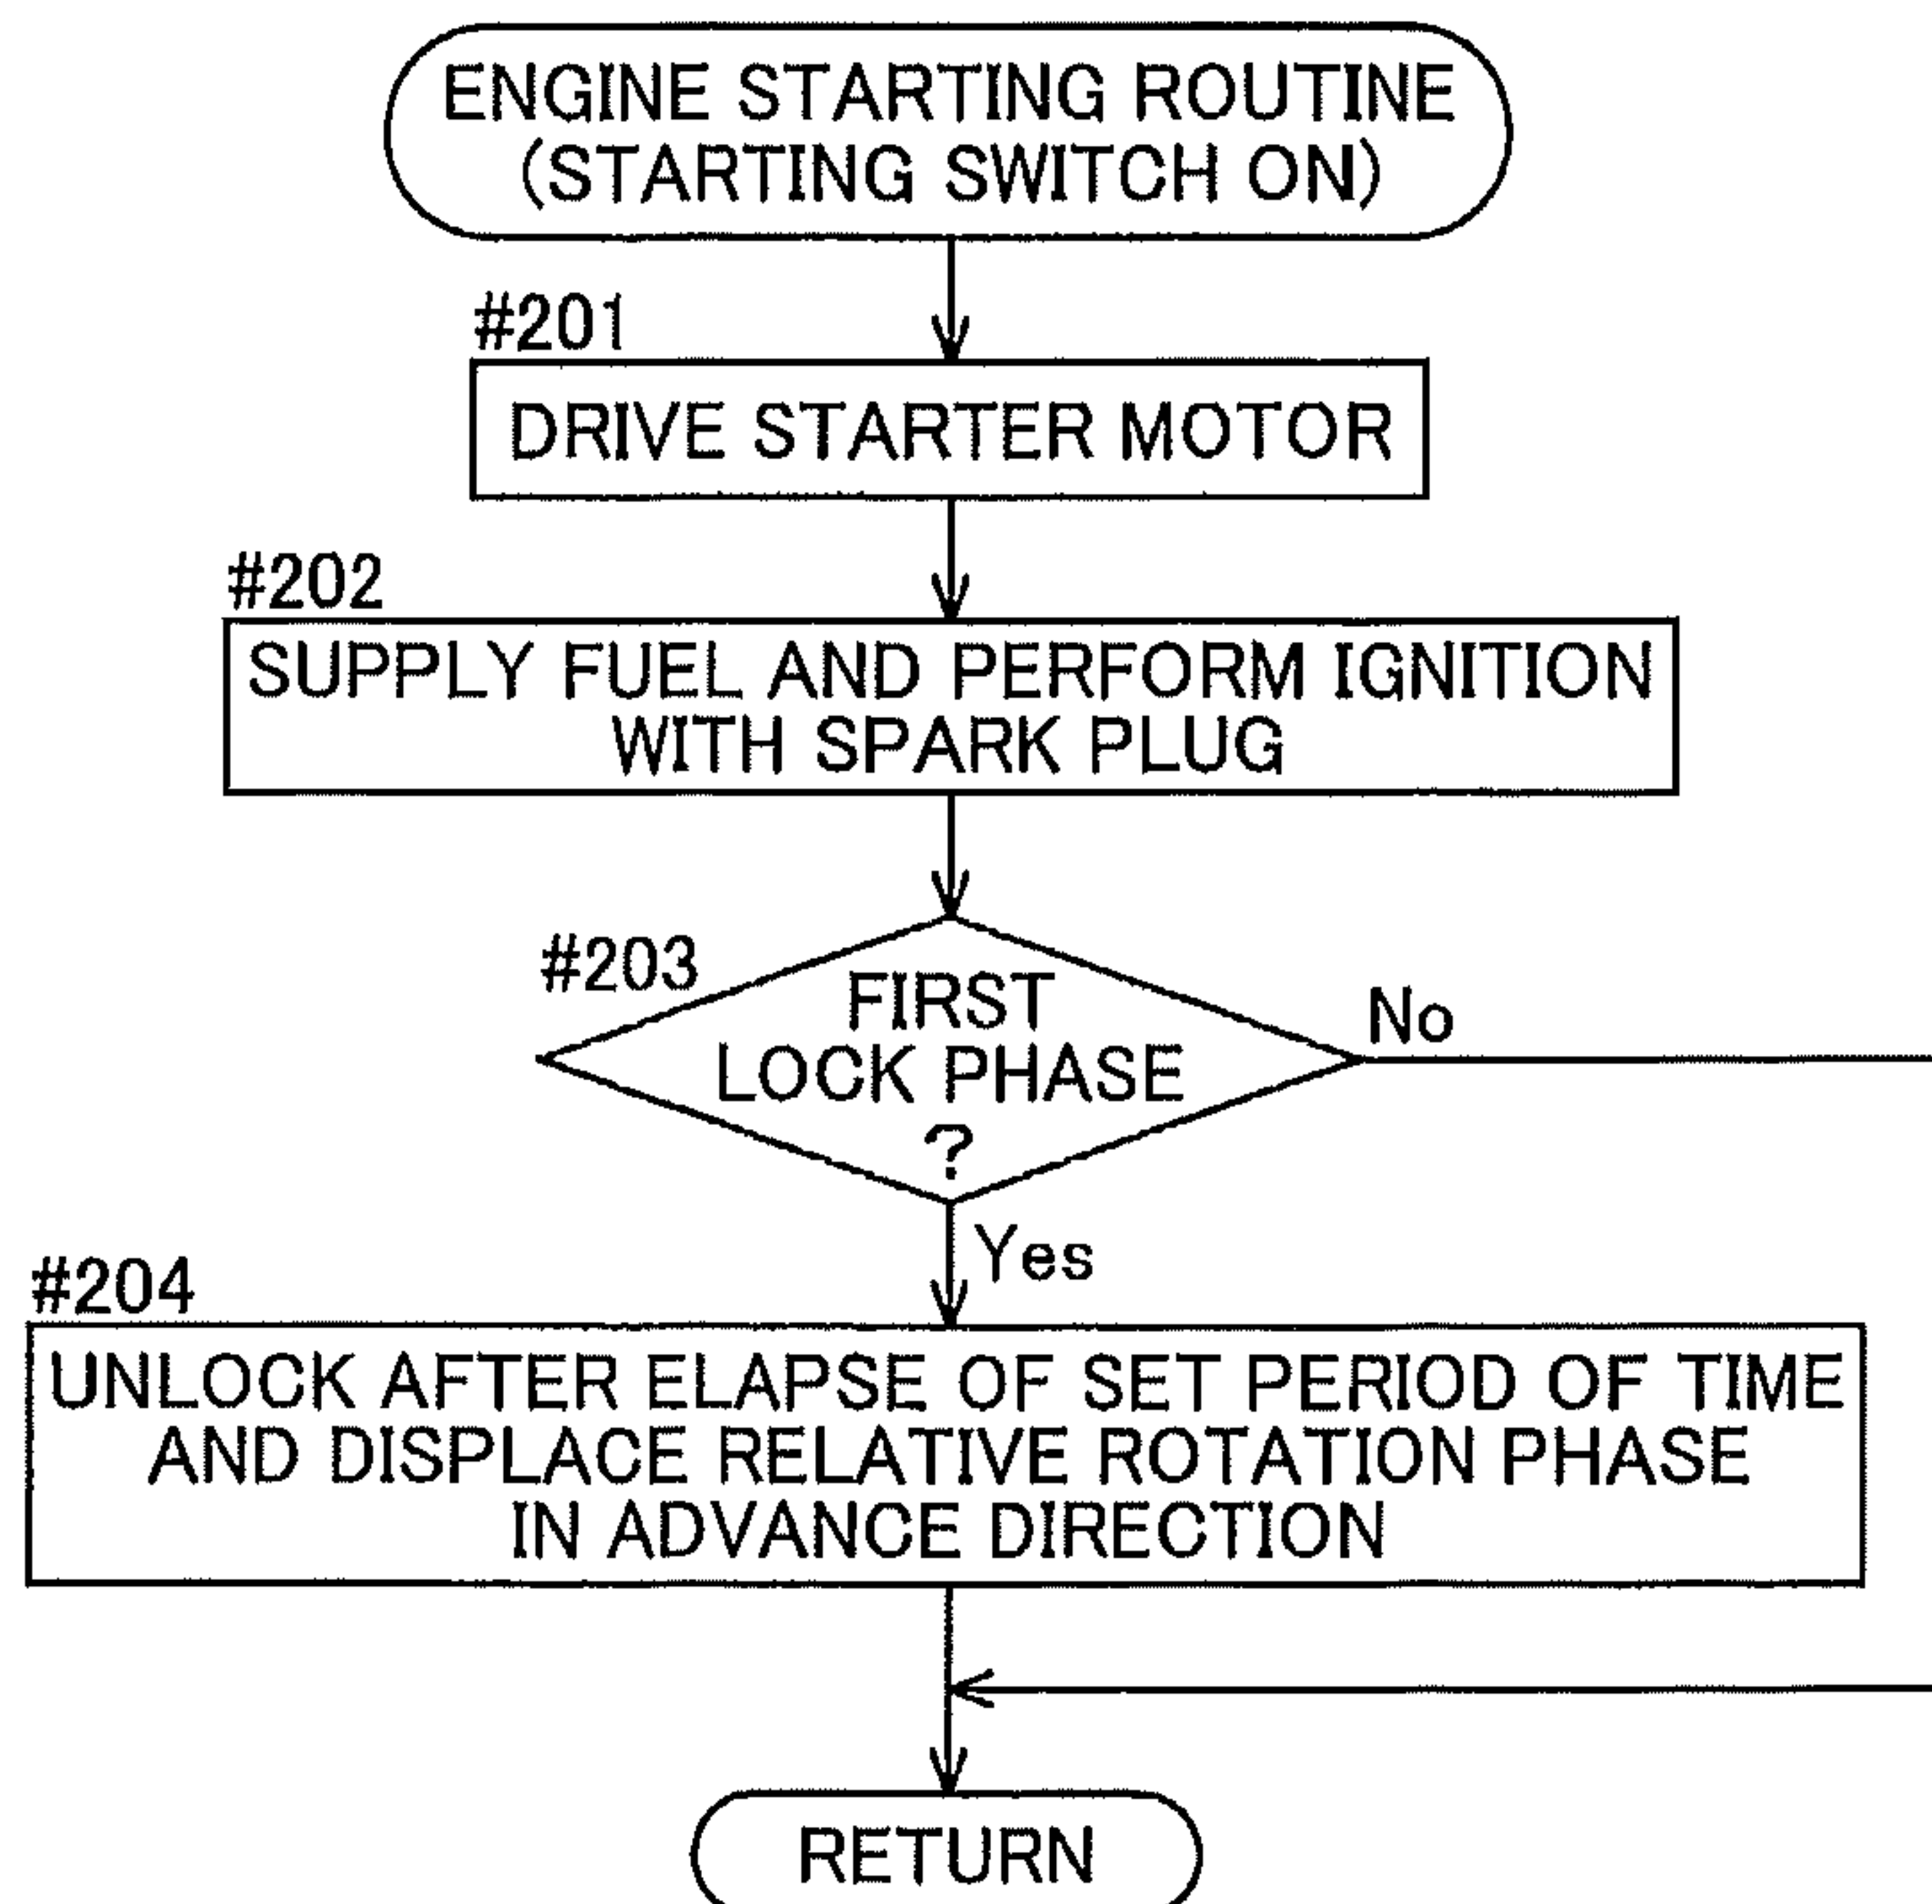 ENGINE STARTING ROUTINE
(STARTING SWITCH ON)
#201
DRIVE STARTER MOTOR
#202
SUPPLY FUEL AND PERFORM IGNITION
WITH SPARK PLUG
#203
FIRST
LOCK PHASE
?
No
Yes
#204
UNLOCK AFTER ELAPSE OF SET PERIOD OF TIME
AND DISPLACE RELATIVE ROTATION PHASE
IN ADVANCE DIRECTION
RETURN